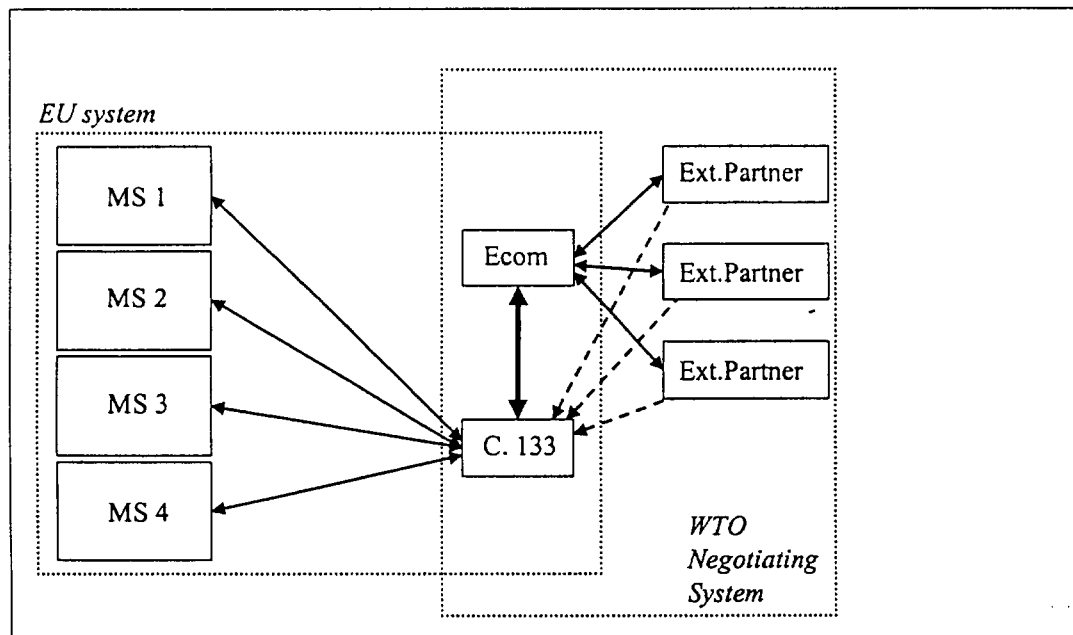 EU system
MS 1
MS 2
MS 3
MS 4
Ecom
C. 133
Ext.Partner
Ext.Partner
Ext.Partner
WTO
Negotiating
System